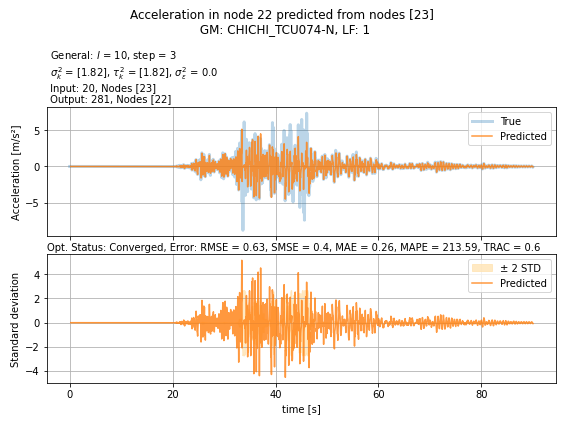 Acceleration in node 22 predicted from nodes [23]
GM: CHICHI_TCU074-N, LF: 1
General: l = 10, step = 3
σ²ₖ = [1.82], τ²ₖ = [1.82], σ²ε = 0.0
Input: 20, Nodes [23]
Output: 281, Nodes [22]
Acceleration [m/s²]
5
0
−5
True
Predicted
Opt. Status: Converged, Error: RMSE = 0.63, SMSE = 0.4, MAE = 0.26, MAPE = 213.59, TRAC = 0.6
Standard deviation
4
2
0
−2
−4
± 2 STD
Predicted
0 20 40 60 80
time [s]